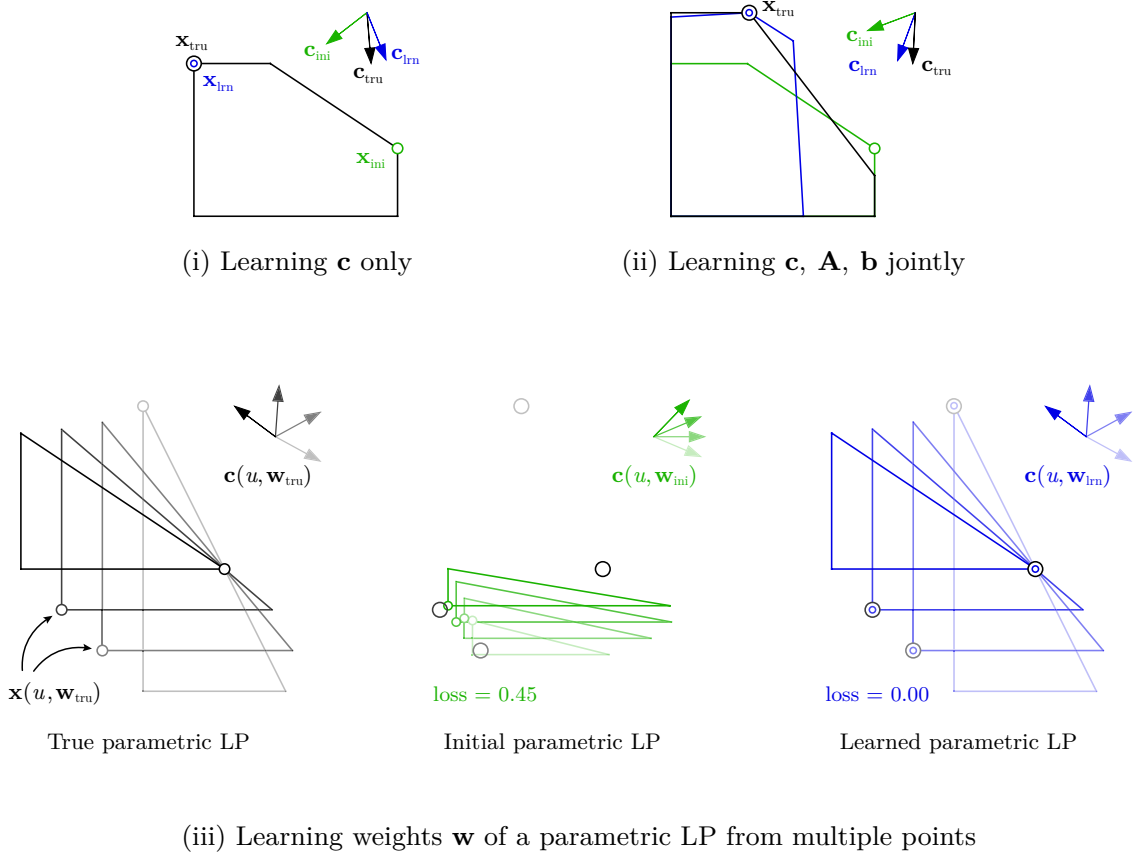 x_tru
x_lrn
x_ini
c_ini
c_tru
c_lrn
(i) Learning c only
x_tru
c_ini
c_lrn
c_tru
(ii) Learning c, A, b jointly
c(u, w_tru)
x(u, w_tru)
True parametric LP
c(u, w_ini)
loss = 0.45
Initial parametric LP
c(u, w_lrn)
loss = 0.00
Learned parametric LP
(iii) Learning weights w of a parametric LP from multiple points